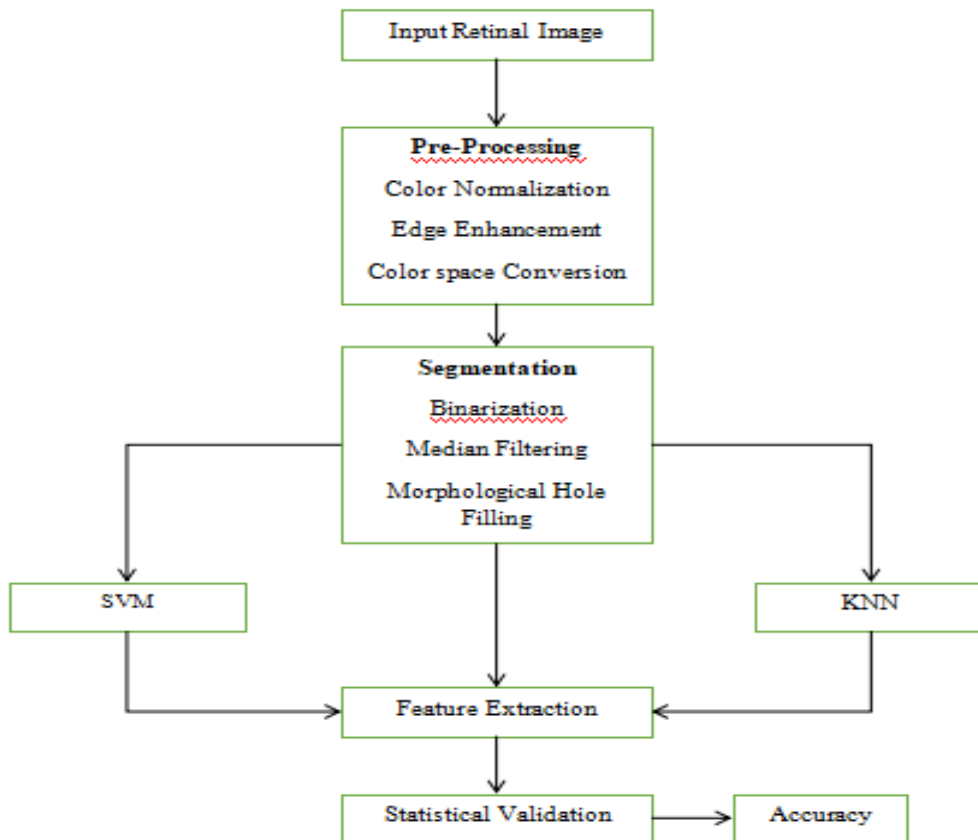 Input Retinal Image
Pre-Processing
Color Normalization
Edge Enhancement
Color space Conversion
Segmentation
Binarization
Median Filtering
Morphological Hole
Filling
SVM
KNN
Feature Extraction
Statistical Validation
Accuracy